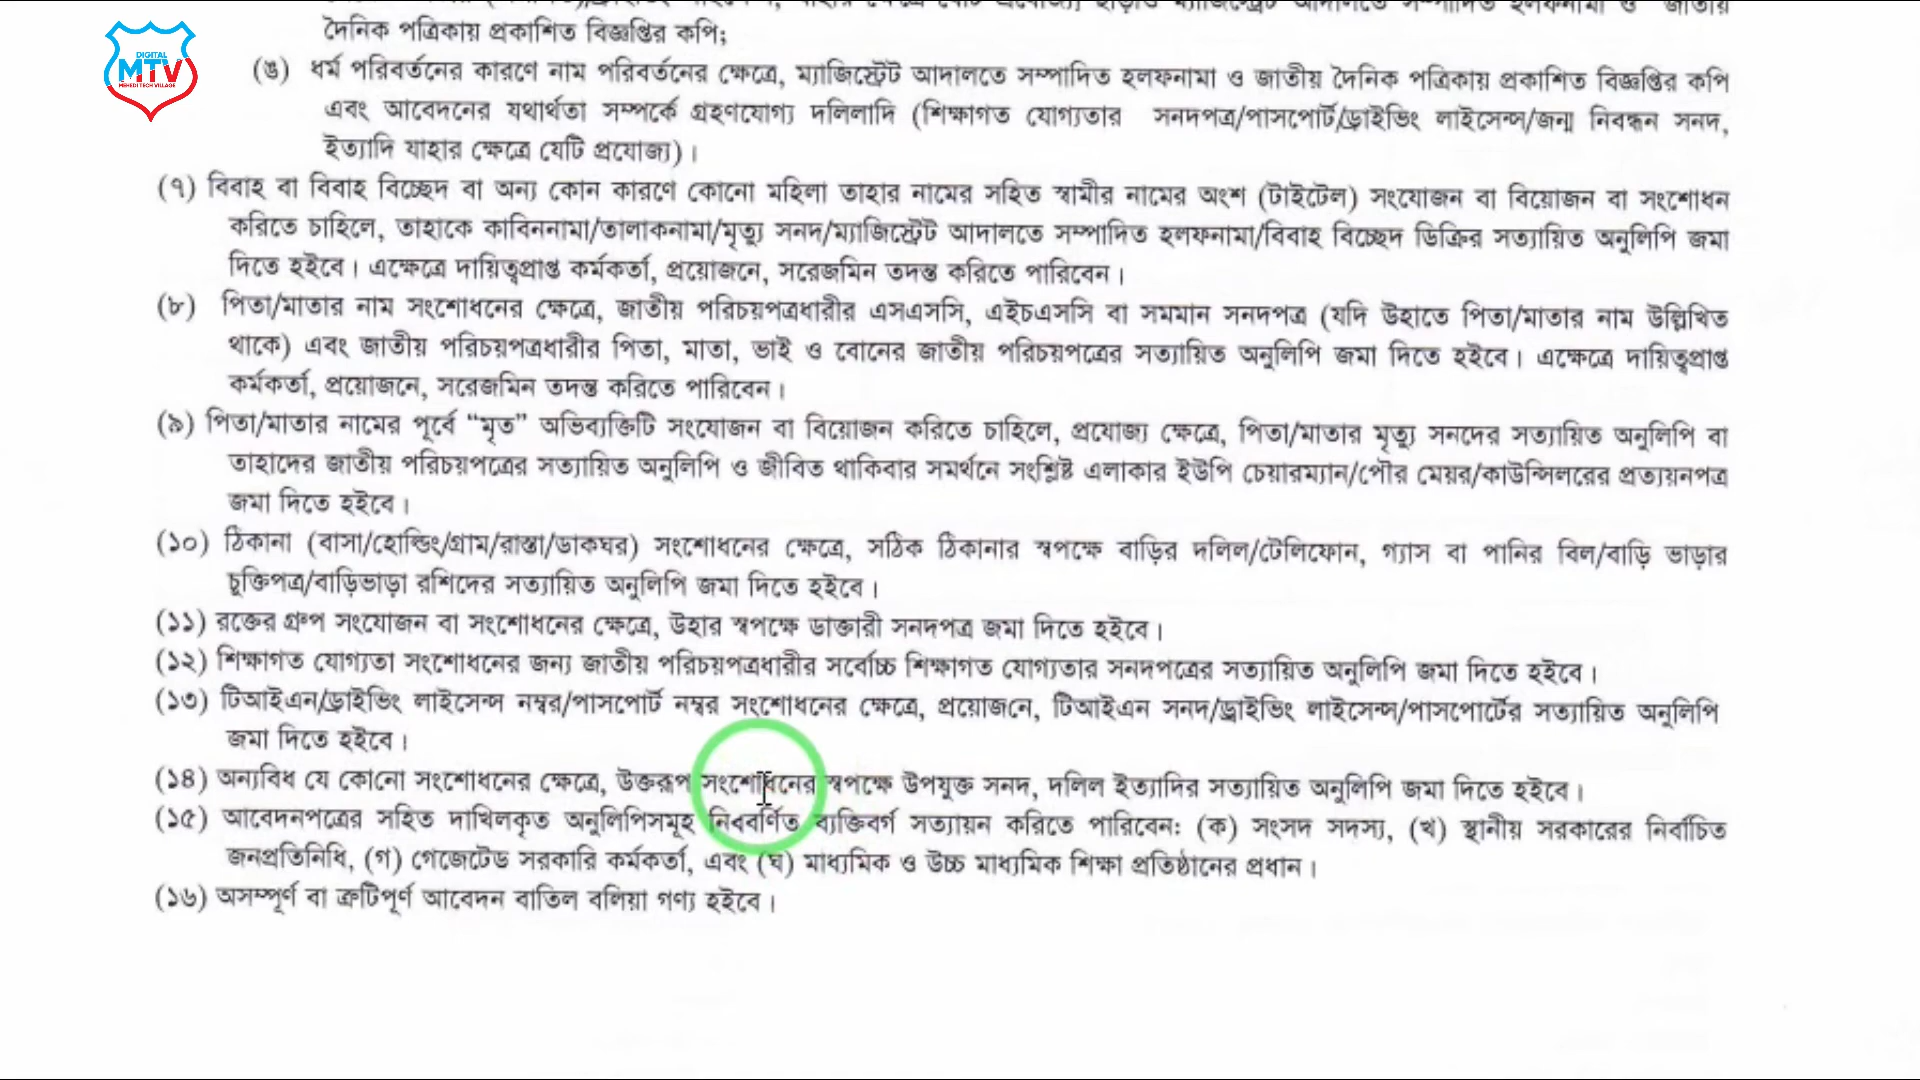 DIGITAL
MTV
MEHEDI TECH VILLAGE
দৈনিক পত্রিকায় প্রকাশিত বিজ্ঞপ্তির কপি;
(ঙ) ধর্ম পরিবর্তনের কারণে নাম পরিবর্তনের ক্ষেত্রে, ম্যাজিস্ট্রেট আদালতে সম্পাদিত হলফনামা ও জাতীয় দৈনিক পত্রিকায় প্রকাশিত বিজ্ঞপ্তির কপি
এবং আবেদনের যথার্থতা সম্পর্কে গ্রহণযোগ্য দলিলাদি (শিক্ষাগত যোগ্যতার সনদপত্র/পাসপোর্ট/ড্রাইভিং লাইসেন্স/জন্ম নিবন্ধন সনদ,
ইত্যাদি যাহার ক্ষেত্রে যেটি প্রযোজ্য)।
(৭) বিবাহ বা বিবাহ বিচ্ছেদ বা অন্য কোন কারণে কোনো মহিলা তাহার নামের সহিত স্বামীর নামের অংশ (টাইটেল) সংযোজন বা বিয়োজন বা সংশোধন
করিতে চাহিলে, তাহাকে কাবিননামা/তালাকনামা/মৃত্যু সনদ/ম্যাজিস্ট্রেট আদালতে সম্পাদিত হলফনামা/বিবাহ বিচ্ছেদ ডিক্রির সত্যায়িত অনুলিপি জমা
দিতে হইবে। এক্ষেত্রে দায়িত্বপ্রাপ্ত কর্মকর্তা, প্রয়োজনে, সরেজমিন তদন্ত করিতে পারিবেন।
(৮) পিতা/মাতার নাম সংশোধনের ক্ষেত্রে, জাতীয় পরিচয়পত্রধারীর এসএসসি, এইচএসসি বা সমমান সনদপত্র (যদি উহাতে পিতা/মাতার নাম উল্লিখিত
থাকে) এবং জাতীয় পরিচয়পত্রধারীর পিতা, মাতা, ভাই ও বোনের জাতীয় পরিচয়পত্রের সত্যায়িত অনুলিপি জমা দিতে হইবে। এক্ষেত্রে দায়িত্বপ্রাপ্ত
কর্মকর্তা, প্রয়োজনে, সরেজমিন তদন্ত করিতে পারিবেন।
(৯) পিতা/মাতার নামের পূর্বে “মৃত” অভিব্যক্তিটি সংযোজন বা বিয়োজন করিতে চাহিলে, প্রযোজ্য ক্ষেত্রে, পিতা/মাতার মৃত্যু সনদের সত্যায়িত অনুলিপি বা
তাহাদের জাতীয় পরিচয়পত্রের সত্যায়িত অনুলিপি ও জীবিত থাকিবার সমর্থনে সংশ্লিষ্ট এলাকার ইউপি চেয়ারম্যান/পৌর মেয়র/কাউন্সিলরের প্রত্যয়নপত্র
জমা দিতে হইবে।
(১০) ঠিকানা (বাসা/হোল্ডিং/গ্রাম/রাস্তা/ডাকঘর) সংশোধনের ক্ষেত্রে, সঠিক ঠিকানার স্বপক্ষে বাড়ির দলিল/টেলিফোন, গ্যাস বা পানির বিল/বাড়ি ভাড়ার
চুক্তিপত্র/বাড়িভাড়া রশিদের সত্যায়িত অনুলিপি জমা দিতে হইবে।
(১১) রক্তের গ্রুপ সংযোজন বা সংশোধনের ক্ষেত্রে, উহার স্বপক্ষে ডাক্তারী সনদপত্র জমা দিতে হইবে।
(১২) শিক্ষাগত যোগ্যতা সংশোধনের জন্য জাতীয় পরিচয়পত্রধারীর সর্বোচ্চ শিক্ষাগত যোগ্যতার সনদপত্রের সত্যায়িত অনুলিপি জমা দিতে হইবে।
(১৩) টিআইএন/ড্রাইভিং লাইসেন্স নম্বর/পাসপোর্ট নম্বর সংশোধনের ক্ষেত্রে, প্রয়োজনে, টিআইএন সনদ/ড্রাইভিং লাইসেন্স/পাসপোর্টের সত্যায়িত অনুলিপি
জমা দিতে হইবে।
(১৪) অন্যবিধ যে কোনো সংশোধনের ক্ষেত্রে, উক্তরূপ সংশোধনের স্বপক্ষে উপযুক্ত সনদ, দলিল ইত্যাদির সত্যায়িত অনুলিপি জমা দিতে হইবে।
(১৫) আবেদনপত্রের সহিত দাখিলকৃত অনুলিপিসমূহ নিম্নবর্ণিত ব্যক্তিবর্গ সত্যায়ন করিতে পারিবেন: (ক) সংসদ সদস্য, (খ) স্থানীয় সরকারের নির্বাচিত
জনপ্রতিনিধি, (গ) গেজেটেড সরকারি কর্মকর্তা, এবং (ঘ) মাধ্যমিক ও উচ্চ মাধ্যমিক শিক্ষা প্রতিষ্ঠানের প্রধান।
(১৬) অসম্পূর্ণ বা ত্রুটিপূর্ণ আবেদন বাতিল বলিয়া গণ্য হইবে।